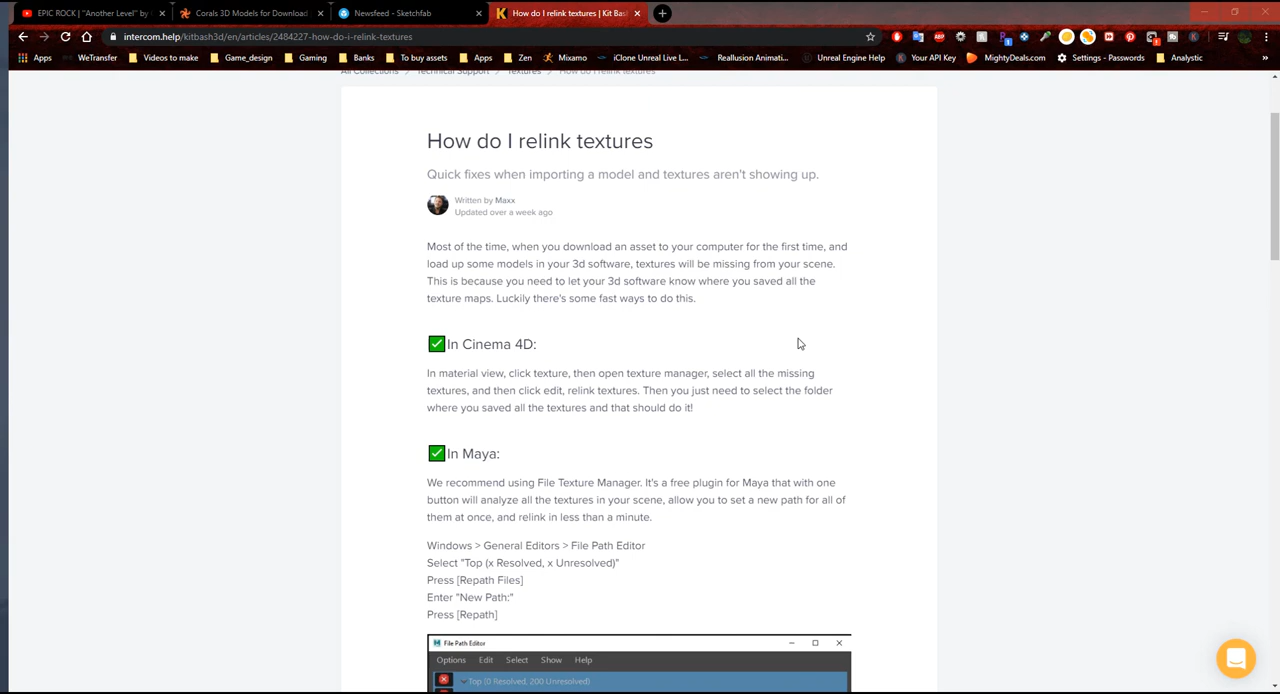 EPIC ROCK | "Another Level" by
Corals 3D Models for Download
Newsfeed - Sketchfab
How do I relink textures | Kit Bas
intercom.help/kitbash3d/en/articles/2484227-how-do-i-relink-textures
Apps
WeTransfer
Videos to make
Game_design
Gaming
Banks
To buy assets
Apps
Zen
Mixamo
iClone Unreal Live L...
Reallusion Animati...
Unreal Engine Help
Your API Key
MightyDeals.com
Settings - Passwords
Analystic
»
All Collections
Technical Support
Textures
How do I relink textures
How do I relink textures
Quick fixes when importing a model and textures aren't showing up.
Written by Maxx
Updated over a week ago
Most of the time, when you download an asset to your computer for the first time, and
load up some models in your 3d software, textures will be missing from your scene.
This is because you need to let your 3d software know where you saved all the
texture maps. Luckily there's some fast ways to do this.
In Cinema 4D:
In material view, click texture, then open texture manager, select all the missing
textures, and then click edit, relink textures. Then you just need to select the folder
where you saved all the textures and that should do it!
In Maya:
We recommend using File Texture Manager. It's a free plugin for Maya that with one
button will analyze all the textures in your scene, allow you to set a new path for all of
them at once, and relink in less than a minute.
Windows > General Editors > File Path Editor
Select "Top (x Resolved, x Unresolved)"
Press [Repath Files]
Enter "New Path:"
Press [Repath]
File Path Editor
Options Edit Select Show Help
Top (0 Resolved, 200 Unresolved)